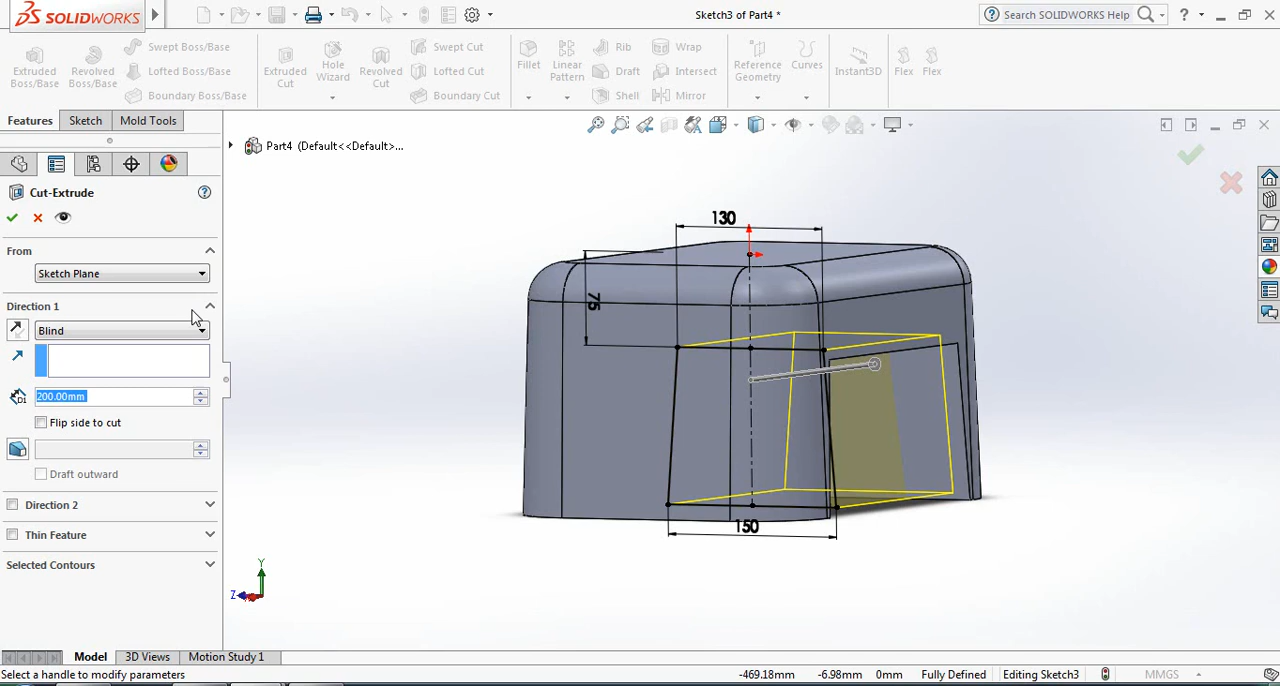 SOLIDWORKS
Sketch3 of Part4 *
Search SOLIDWORKS Help
Extruded Boss/Base
Revolved Boss/Base
Swept Boss/Base
Lofted Boss/Base
Boundary Boss/Base
Extruded Cut
Hole Wizard
Revolved Cut
Swept Cut
Lofted Cut
Boundary Cut
Fillet
Linear Pattern
Rib
Draft
Shell
Wrap
Intersect
Mirror
Reference Geometry
Curves
Instant3D
Flex
Flex
Features
Sketch
Mold Tools
Part4 (Default<<Default>...
Cut-Extrude
From
Sketch Plane
Direction 1
Blind
D1
200.00mm
Flip side to cut
Draft outward
Direction 2
Thin Feature
Selected Contours
130
75
150
Y
Z
Model
3D Views
Motion Study 1
Select a handle to modify parameters
-469.18mm
-6.98mm
0mm
Fully Defined
Editing Sketch3
MMGS